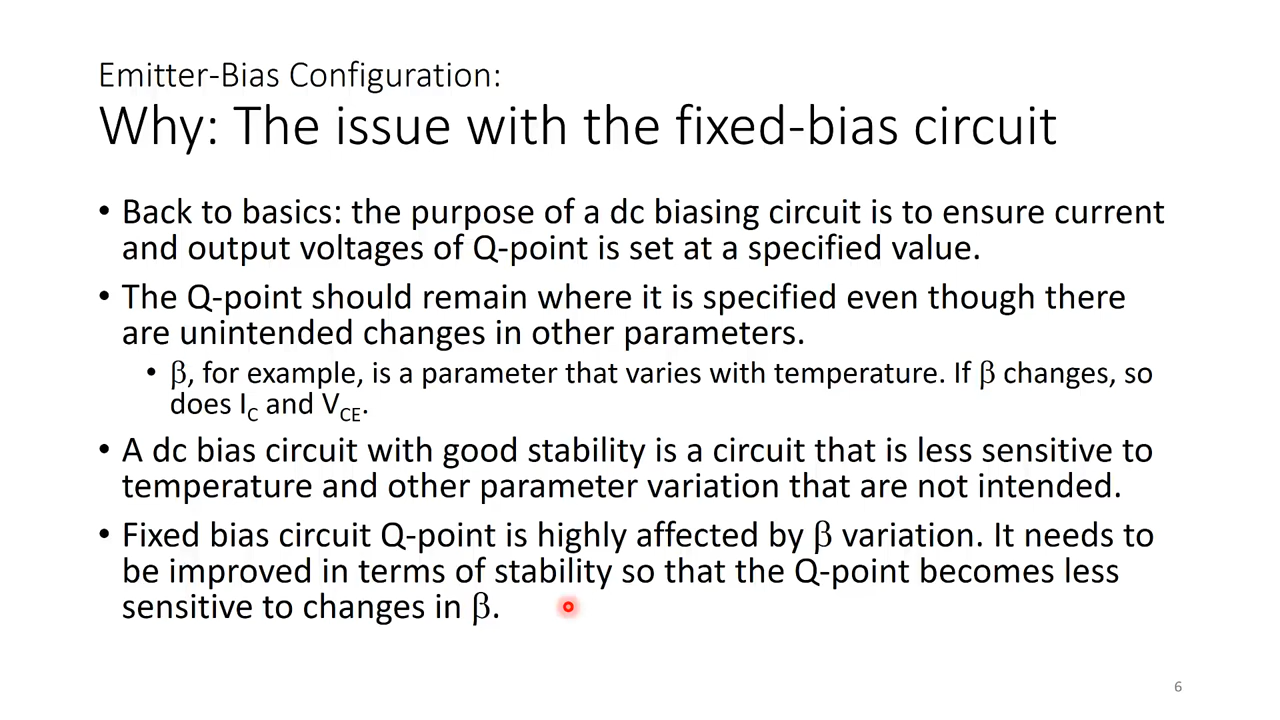 Emitter-Bias Configuration:
Why: The issue with the fixed-bias circuit
• Back to basics: the purpose of a dc biasing circuit is to ensure current
and output voltages of Q-point is set at a specified value.
• The Q-point should remain where it is specified even though there
are unintended changes in other parameters.
• β, for example, is a parameter that varies with temperature. If β changes, so
does I_C and V_CE.
• A dc bias circuit with good stability is a circuit that is less sensitive to
temperature and other parameter variation that are not intended.
• Fixed bias circuit Q-point is highly affected by β variation. It needs to
be improved in terms of stability so that the Q-point becomes less
sensitive to changes in β.
6